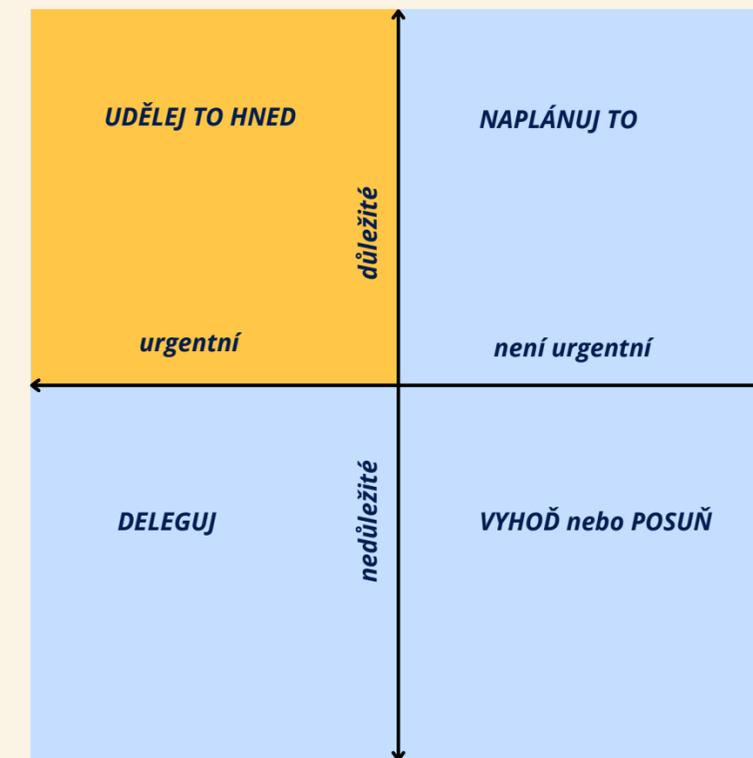 UDĚLEJ TO HNED
NAPLÁNUJ TO
důležité
urgentní
není urgentní
nedůležité
DELEGUJ
VYHOĎ nebo POSUŇ